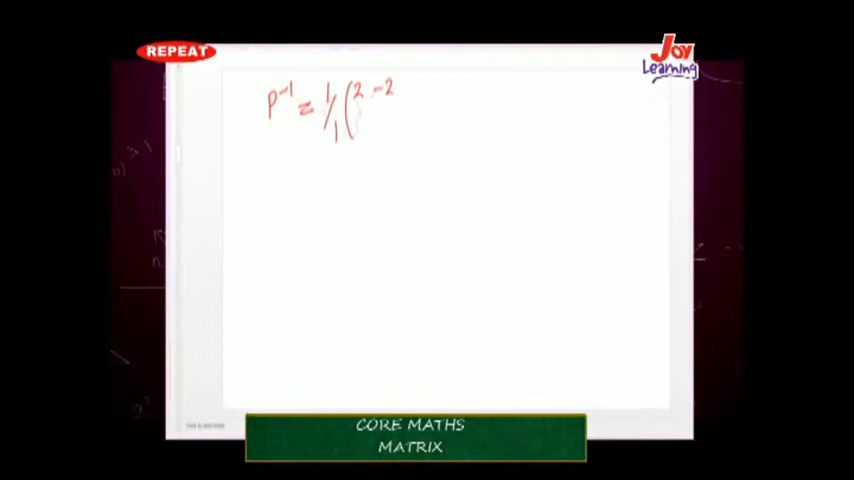 REPEAT
Joy
Learning
P⁻¹ = 1/1 (2 -2
CORE MATHS
MATRIX